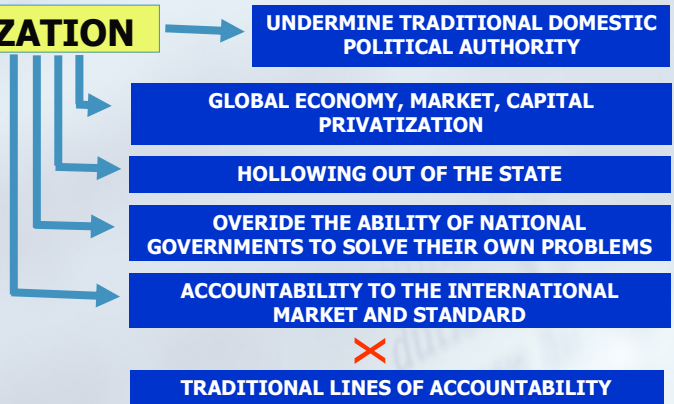 ZATION
UNDERMINE TRADITIONAL DOMESTIC
POLITICAL AUTHORITY
GLOBAL ECONOMY, MARKET, CAPITAL
PRIVATIZATION
HOLLOWING OUT OF THE STATE
OVERIDE THE ABILITY OF NATIONAL
GOVERNMENTS TO SOLVE THEIR OWN PROBLEMS
ACCOUNTABILITY TO THE INTERNATIONAL
MARKET AND STANDARD
X
TRADITIONAL LINES OF ACCOUNTABILITY